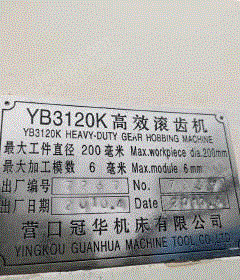 YB3120K高效滚齿机
YB3120K HEAVY-DUTY GEAR HOBBING MACHINE
最大工件直径 200 毫米 Max.workpiece dia.200mm
最大加工模数 6 毫米 Max.module 6mm
出厂编号 No.
出厂日期 2010.4 Date
营口冠华机床有限公司
YINGKOU GUANHUA MACHINE TOOL CO.,LTD